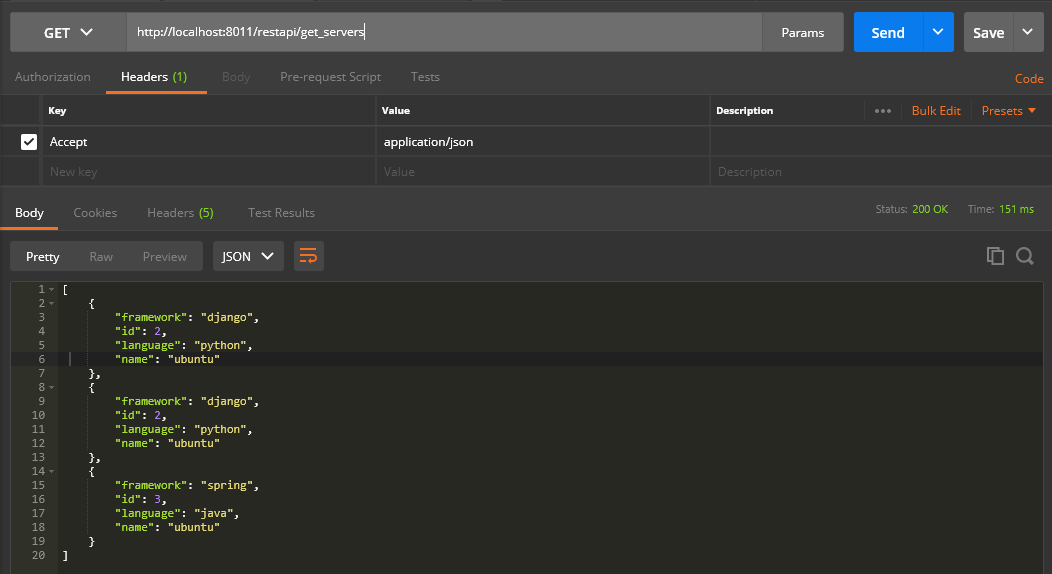 GET http://localhost:8011/restapi/get_servers Params Send Save
Authorization Headers (1) Body Pre-request Script Tests Code
Key Value Description ••• Bulk Edit Presets
Accept application/json
New key Value Description
Body Cookies Headers (5) Test Results Status: 200 OK Time: 151 ms
Pretty Raw Preview JSON
1 [
2 {
3 "framework": "django",
4 "id": 2,
5 "language": "python",
6 "name": "ubuntu"
7 },
8 {
9 "framework": "django",
10 "id": 2,
11 "language": "python",
12 "name": "ubuntu"
13 },
14 {
15 "framework": "spring",
16 "id": 3,
17 "language": "java",
18 "name": "ubuntu"
19 }
20 ]